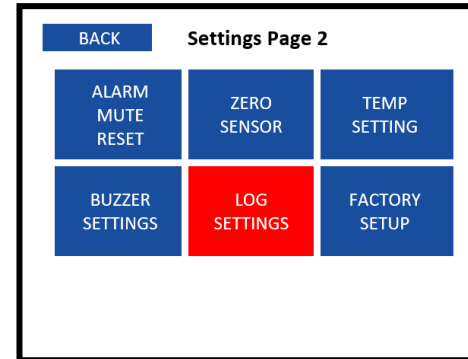 BACK
Settings Page 2
ALARM
MUTE
RESET
ZERO
SENSOR
TEMP
SETTING
BUZZER
SETTINGS
LOG
SETTINGS
FACTORY
SETUP